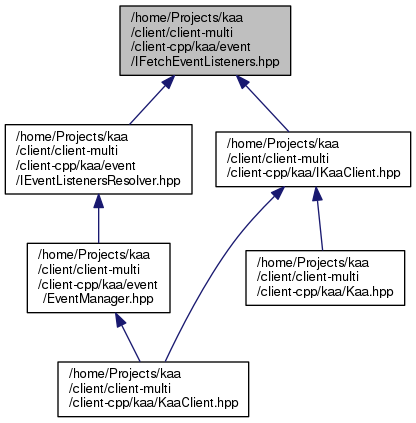 /home/Projects/kaa
/client/client-multi
/client-cpp/kaa/event
/IFetchEventListeners.hpp
/home/Projects/kaa
/client/client-multi
/client-cpp/kaa/event
/IEventListenersResolver.hpp
/home/Projects/kaa
/client/client-multi
/client-cpp/kaa/IKaaClient.hpp
/home/Projects/kaa
/client/client-multi
/client-cpp/kaa/event
/EventManager.hpp
/home/Projects/kaa
/client/client-multi
/client-cpp/kaa/Kaa.hpp
/home/Projects/kaa
/client/client-multi
/client-cpp/kaa/KaaClient.hpp